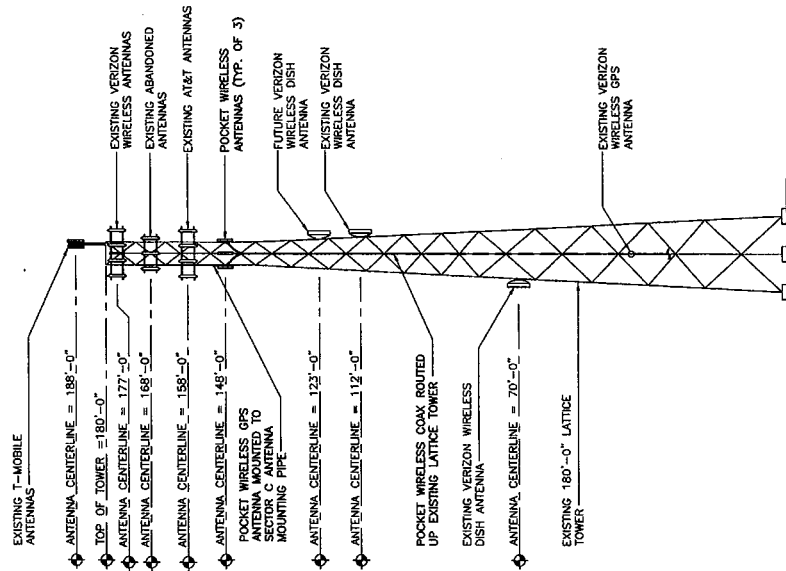 EXISTING T-MOBILE
ANTENNAS
ANTENNA CENTERLINE = 188'-0"
TOP OF TOWER =180'-0"
ANTENNA CENTERLINE = 177'-0"
ANTENNA CENTERLINE = 168'-0"
ANTENNA CENTERLINE = 158'-0"
ANTENNA CENTERLINE = 148'-0"
POCKET WIRELESS GPS
ANTENNA MOUNTED TO
SECTOR C ANTENNA
MOUNTING PIPE
ANTENNA CENTERLINE = 123'-0"
ANTENNA CENTERLINE = 112'-0"
POCKET WIRELESS COAX ROUTED
UP EXISTING LATTICE TOWER
EXISTING VERIZON WIRELESS
DISH ANTENNA
ANTENNA CENTERLINE = 70'-0"
EXISTING 180'-0" LATTICE
TOWER
EXISTING VERIZON
WIRELESS ANTENNAS
EXISTING ABANDONED
ANTENNAS
EXISTING AT&T ANTENNAS
POCKET WIRELESS
ANTENNAS (TYP. OF 3)
FUTURE VERIZON
WIRELESS DISH
ANTENNA
EXISTING VERIZON
WIRELESS DISH
ANTENNA
EXISTING VERIZON
WIRELESS GPS
ANTENNA